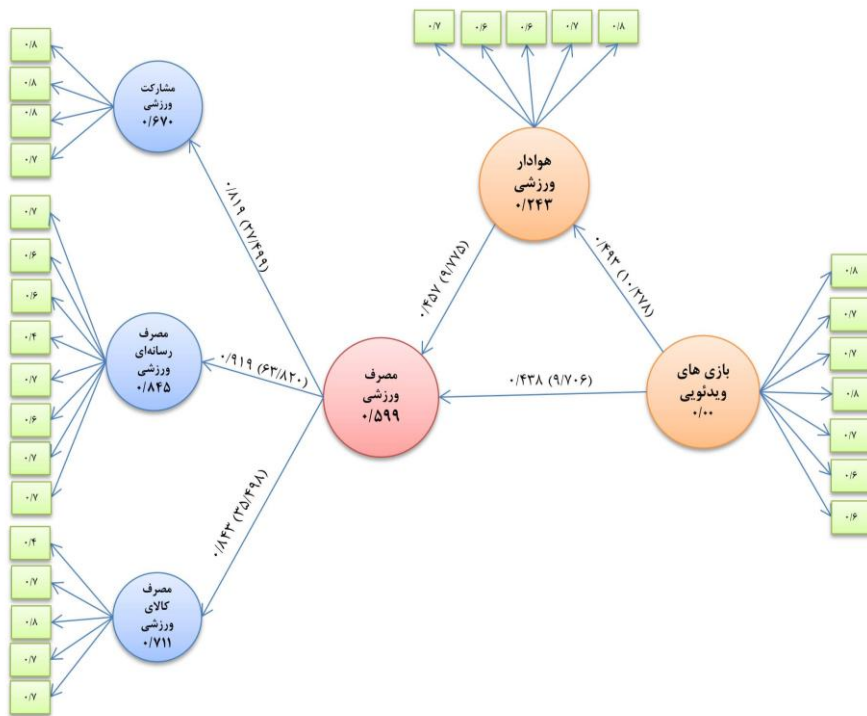 ۰/۷
۰/۶
۰/۶
۰/۷
۰/۸
هوادار
ورزشی
۰/۲۴۳
۰/۸
۰/۸
۰/۸
۰/۷
مشارکت
ورزشی
۰/۶۷۰
۰/۸۱۹ (۲۷/۴۹۹)
۰/۴۵۷ (۹/۷۷۵)
۰/۴۹۳ (۱۰/۲۷۸)
۰/۸
۰/۷
۰/۷
۰/۸
۰/۷
۰/۶
۰/۶
بازی های
ویدئویی
۰/۰۰
۰/۴۳۸ (۹/۷۰۶)
مصرف
ورزشی
۰/۵۹۹
۰/۹۱۹ (۶۳/۸۲۰)
مصرف
رسانه‌ای
ورزشی
۰/۸۴۵
۰/۷
۰/۶
۰/۶
۰/۴
۰/۷
۰/۶
۰/۷
۰/۷
۰/۸۴۳ (۳۵/۴۹۸)
مصرف
کالای
ورزشی
۰/۷۱۱
۰/۴
۰/۷
۰/۸
۰/۷
۰/۷